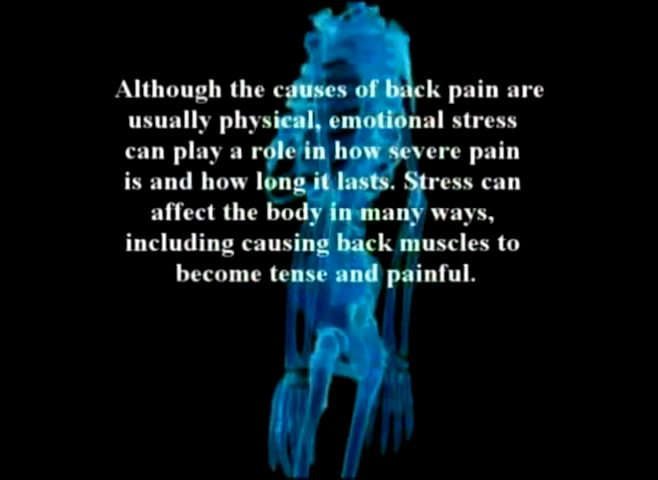 Although the causes of back pain are
usually physical, emotional stress
can play a role in how severe pain
is and how long it lasts. Stress can
affect the body in many ways,
including causing back muscles to
become tense and painful.